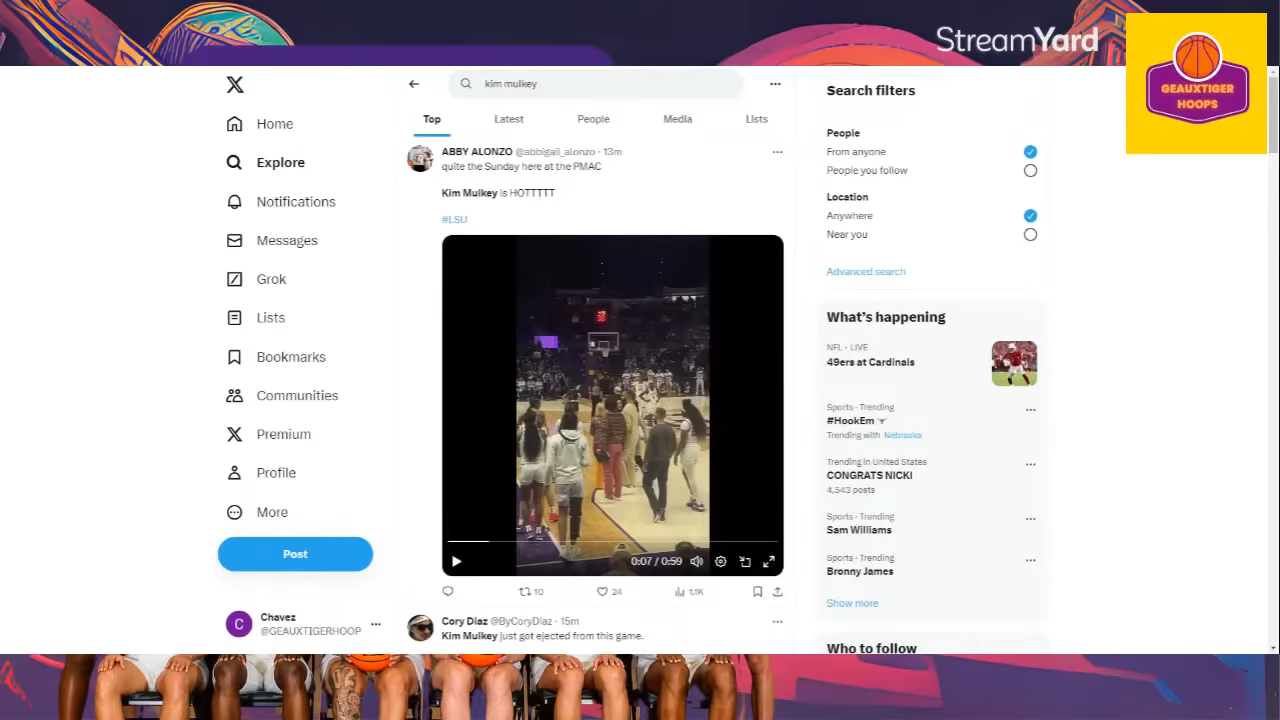 StreamYard
GEAUXTIGER
HOOPS
kim mulkey
Home
Explore
Notifications
Messages
Grok
Lists
Bookmarks
Communities
Premium
Profile
More
Post
Chavez
@GEAUXTIGERHOOP
Top
Latest
People
Media
Lists
ABBY ALONZO @abbigail_alonzo · 13m
quite the Sunday here at the PMAC
Kim Mulkey is HOTTTTT
#LSU
0:07 / 0:59
10
24
1.1K
Cory Diaz @ByCoryDiaz · 15m
Kim Mulkey just got ejected from this game.
Search filters
People
From anyone
People you follow
Location
Anywhere
Near you
Advanced search
What's happening
NFL · LIVE
49ers at Cardinals
Sports · Trending
#HookEm
Trending with Nebraska
Trending in United States
CONGRATS NICKI
4,543 posts
Sports · Trending
Sam Williams
Sports · Trending
Bronny James
Show more
Who to follow